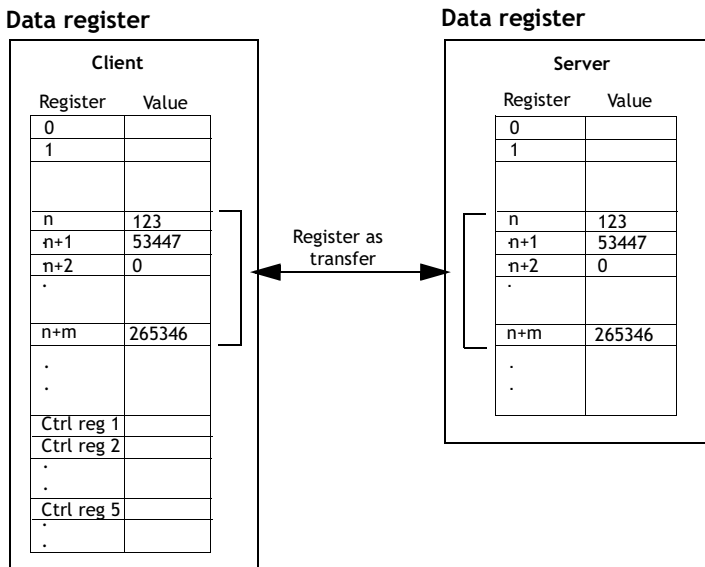 Data register
Client
Register Value
0
1
n 123
n+1 53447
n+2 0
.
n+m 265346
.
.
Ctrl reg 1
Ctrl reg 2
.
.
Ctrl reg 5
.
.
Register as
transfer
Data register
Server
Register Value
0
1
n 123
n+1 53447
n+2 0
.
n+m 265346
.
.